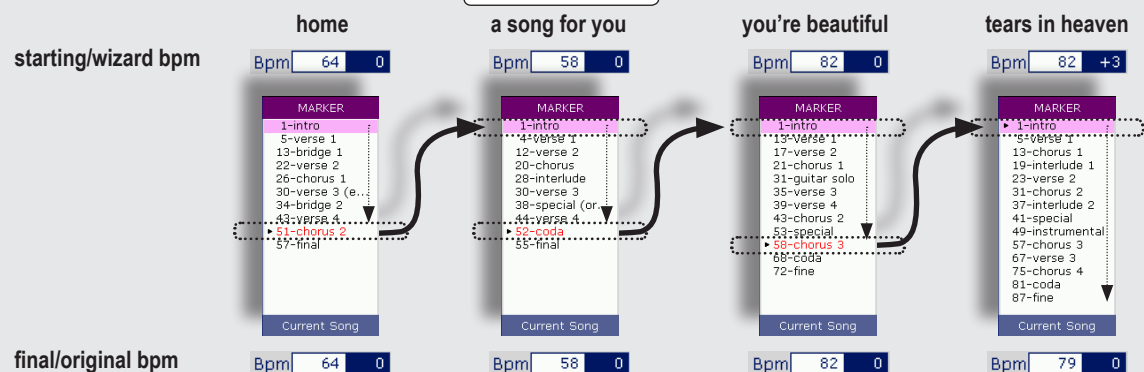 home
a song for you
you're beautiful
tears in heaven
starting/wizard bpm
Bpm 64 0
Bpm 58 0
Bpm 82 0
Bpm 82 +3
MARKER
1-intro
5-verse 1
13-bridge 1
22-verse 2
26-chorus 1
30-verse 3 (e...
34-bridge 2
43-verse 4
51-chorus 2
57-final
Current Song
MARKER
1-intro
4-verse 1
12-verse 2
20-chorus
28-interlude
30-verse 3
38-special (or...
44-verse 4
52-coda
55-final
Current Song
MARKER
1-intro
13-verse 1
17-verse 2
21-chorus 1
31-guitar solo
35-verse 3
39-verse 4
43-chorus 2
53-special
58-chorus 3
68-coda
72-fine
Current Song
MARKER
1-intro
5-verse 1
13-chorus 1
19-interlude 1
23-verse 2
31-chorus 2
37-interlude 2
41-special
49-instrumental
57-chorus 3
67-verse 3
75-chorus 4
81-coda
87-fine
Current Song
final/original bpm
Bpm 64 0
Bpm 58 0
Bpm 82 0
Bpm 79 0